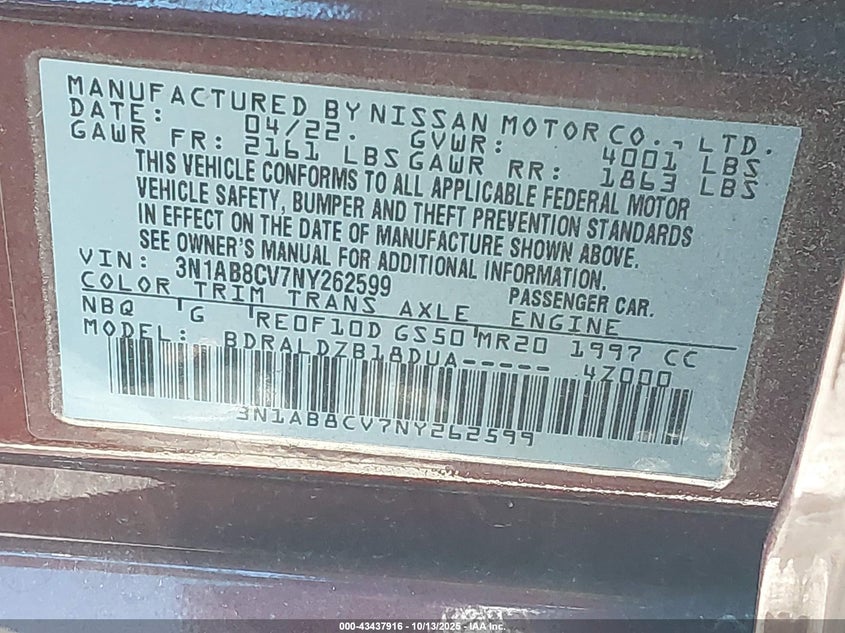 MANUFACTURED BY NISSAN MOTOR CO., LTD.
DATE: 04/22. GVWR: 4001 LBS
GAWR FR: 2161 LBS GAWR RR: 1863 LBS
THIS VEHICLE CONFORMS TO ALL APPLICABLE FEDERAL MOTOR
VEHICLE SAFETY, BUMPER AND THEFT PREVENTION STANDARDS
IN EFFECT ON THE DATE OF MANUFACTURE SHOWN ABOVE.
SEE OWNER'S MANUAL FOR ADDITIONAL INFORMATION.
VIN: 3N1AB8CV7NY262599 PASSENGER CAR.
COLOR TRIM TRANS AXLE ENGINE
NBQ G RE0F10D GS50 MR20 1997 CC
MODEL: BDRALDZB18DUA----- 4Z000
3N1AB8CV7NY262599
000-43437916 - 10/13/2025 - IAA Inc.